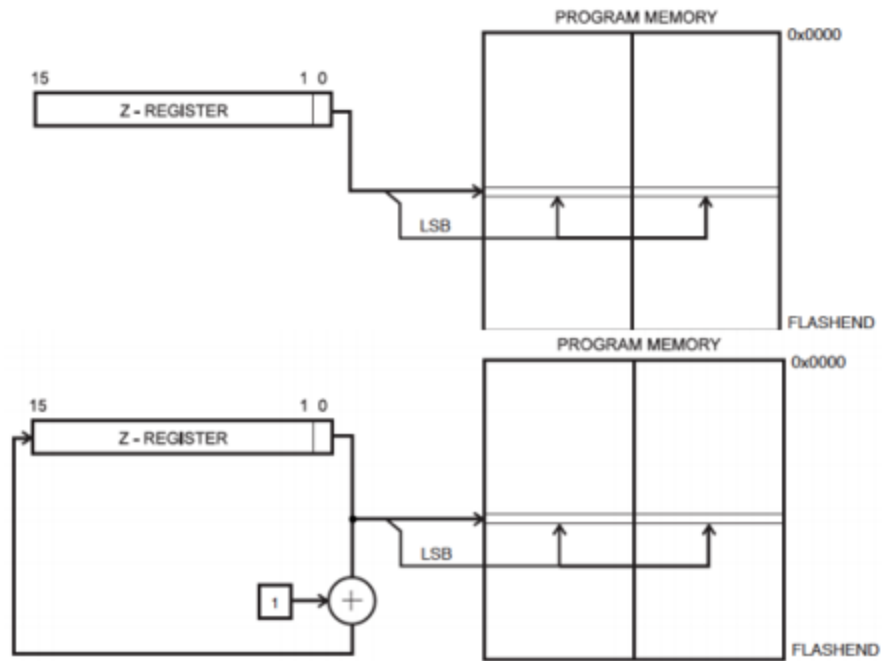 PROGRAM MEMORY
0x0000
15 1 0
Z - REGISTER
LSB
FLASHEND
PROGRAM MEMORY
0x0000
15 1 0
Z - REGISTER
LSB
1
+
FLASHEND